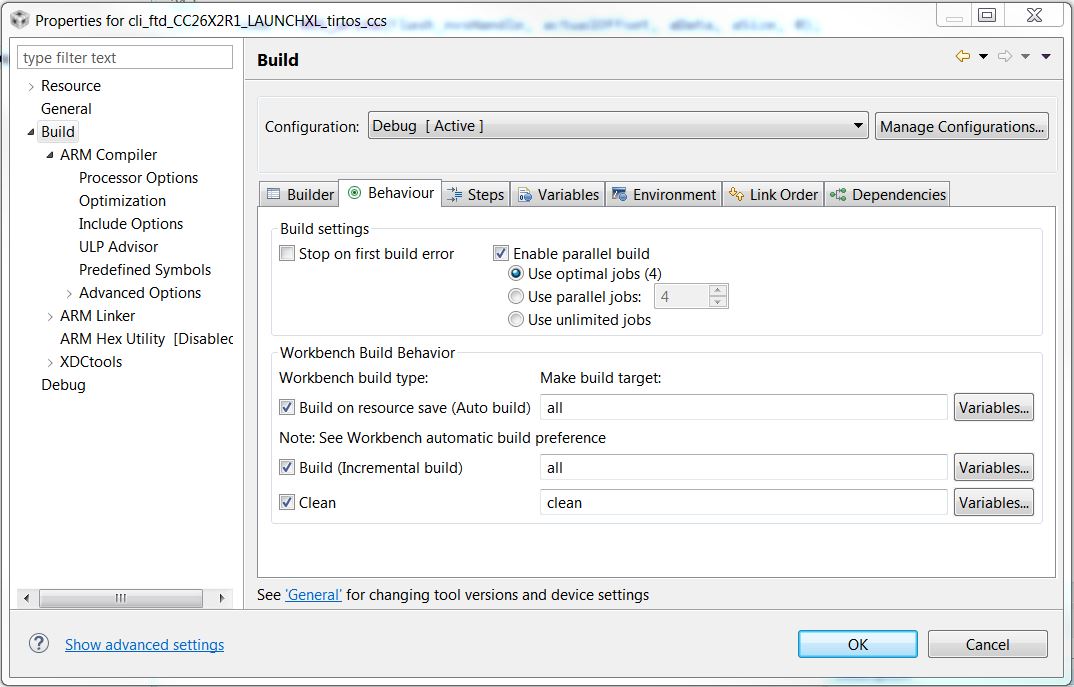 Properties for cli_ftd_CC26X2R1_LAUNCHXL_tirtos_ccs
type filter text
Resource
General
Build
ARM Compiler
Processor Options
Optimization
Include Options
ULP Advisor
Predefined Symbols
Advanced Options
ARM Linker
ARM Hex Utility [Disabled
XDCtools
Debug
Build
Configuration: Debug [ Active ] Manage Configurations...
Builder Behaviour Steps Variables Environment Link Order Dependencies
Build settings
Stop on first build error Enable parallel build
Use optimal jobs (4)
Use parallel jobs: 4
Use unlimited jobs
Workbench Build Behavior
Workbench build type: Make build target:
Build on resource save (Auto build) all Variables...
Note: See Workbench automatic build preference
Build (Incremental build) all Variables...
Clean clean Variables...
See 'General' for changing tool versions and device settings
? Show advanced settings OK Cancel